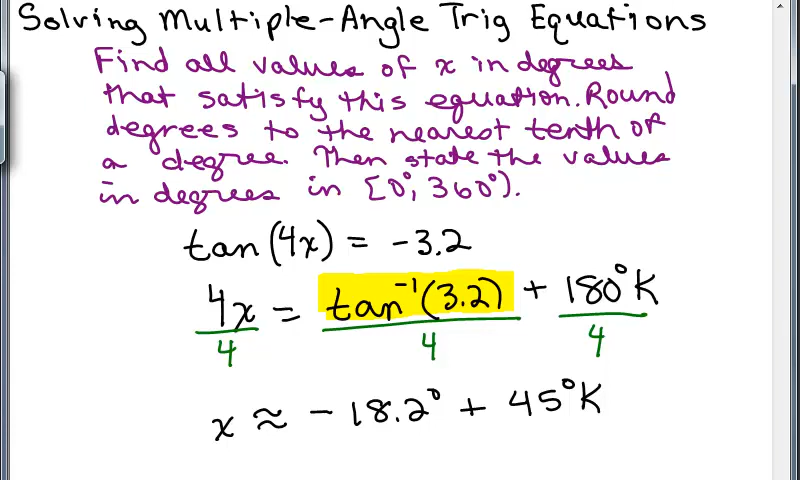 Solving Multiple-Angle Trig Equations
Find all values of x in degrees
that satisfy this equation. Round
degrees to the nearest tenth of
a degree. Then state the values
in degrees in [0°, 360°).
tan(4x) = -3.2
4x = tan⁻¹(3.2) + 180°K
4 4 4
x ≈ -18.2° + 45°K